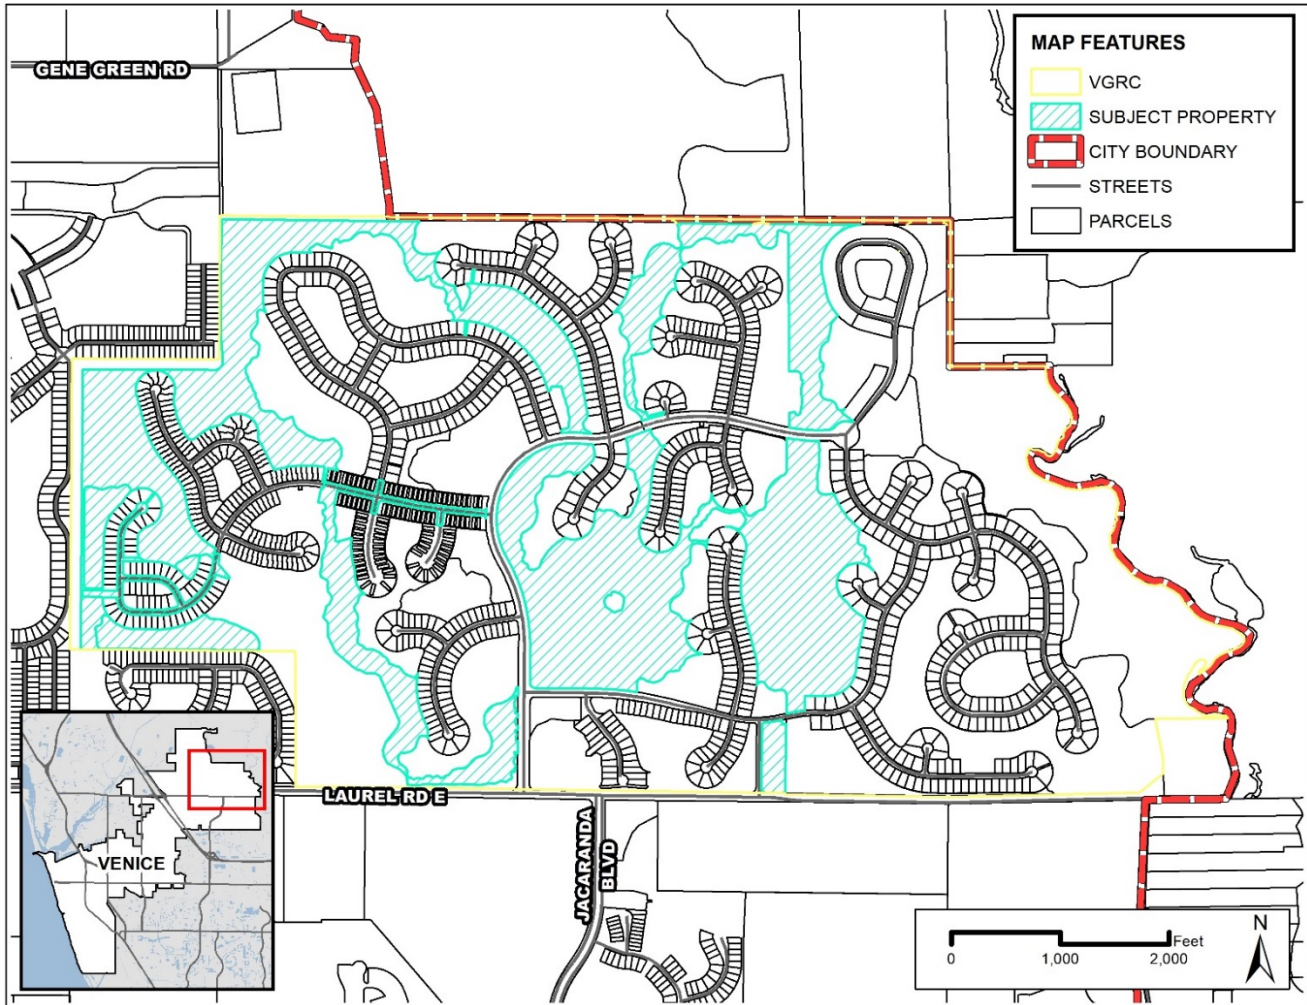 GENE GREEN RD
MAP FEATURES
VGRC
SUBJECT PROPERTY
CITY BOUNDARY
STREETS
PARCELS
LAUREL RD E
JACARANDA
BLVD
VENICE
N
Feet
0 1,000 2,000